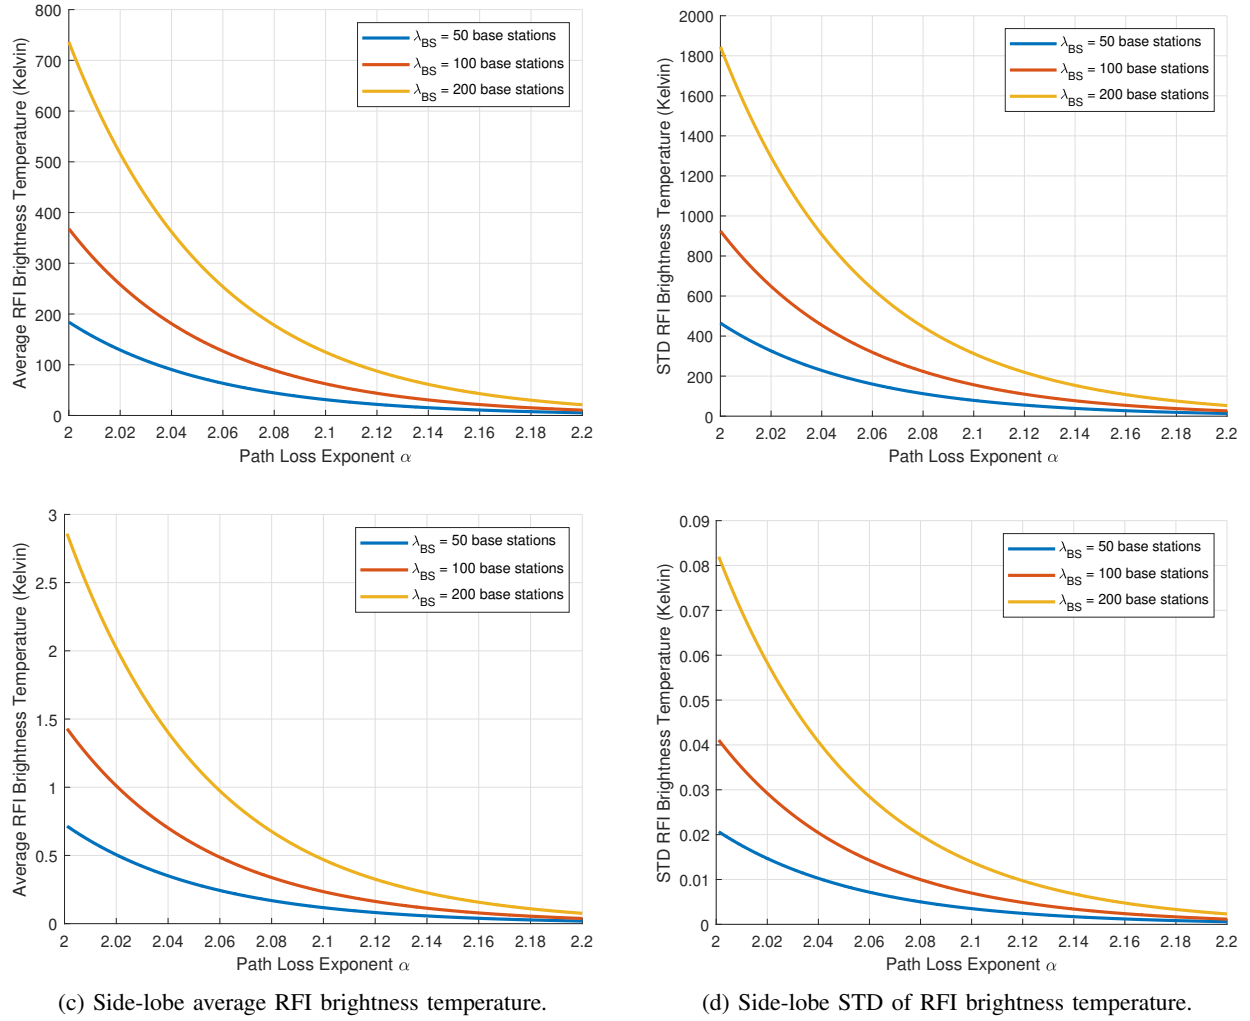 800
700
600
500
400
300
200
100
0
Average RFI Brightness Temperature (Kelvin)
λBS = 50 base stations
λBS = 100 base stations
λBS = 200 base stations
2 2.02 2.04 2.06 2.08 2.1 2.12 2.14 2.16 2.18 2.2
Path Loss Exponent α
2000
1800
1600
1400
1200
1000
800
600
400
200
0
STD RFI Brightness Temperature (Kelvin)
λBS = 50 base stations
λBS = 100 base stations
λBS = 200 base stations
2 2.02 2.04 2.06 2.08 2.1 2.12 2.14 2.16 2.18 2.2
Path Loss Exponent α
3
2.5
2
1.5
1
0.5
0
Average RFI Brightness Temperature (Kelvin)
λBS = 50 base stations
λBS = 100 base stations
λBS = 200 base stations
2 2.02 2.04 2.06 2.08 2.1 2.12 2.14 2.16 2.18 2.2
Path Loss Exponent α
(c) Side-lobe average RFI brightness temperature.
0.09
0.08
0.07
0.06
0.05
0.04
0.03
0.02
0.01
0
STD RFI Brightness Temperature (Kelvin)
λBS = 50 base stations
λBS = 100 base stations
λBS = 200 base stations
2 2.02 2.04 2.06 2.08 2.1 2.12 2.14 2.16 2.18 2.2
Path Loss Exponent α
(d) Side-lobe STD of RFI brightness temperature.